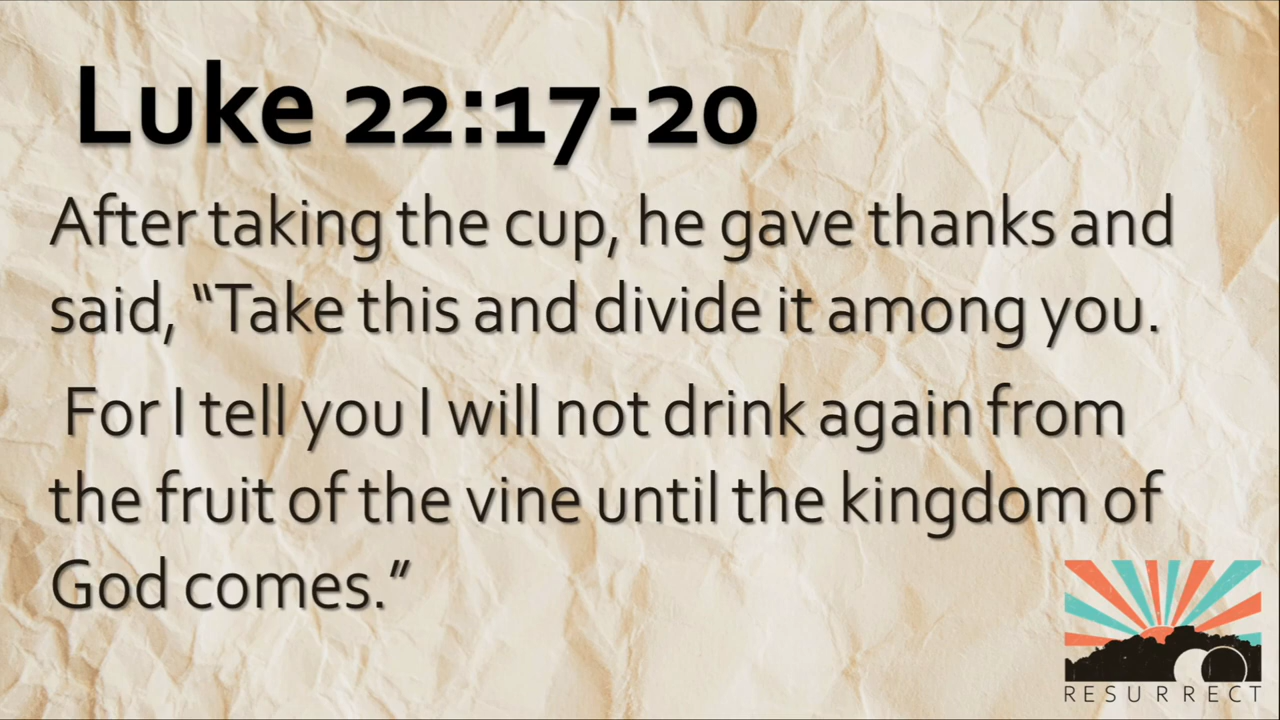 Luke 22:17-20
After taking the cup, he gave thanks and
said, “Take this and divide it among you.
For I tell you I will not drink again from
the fruit of the vine until the kingdom of
God comes.”
RESURRECT